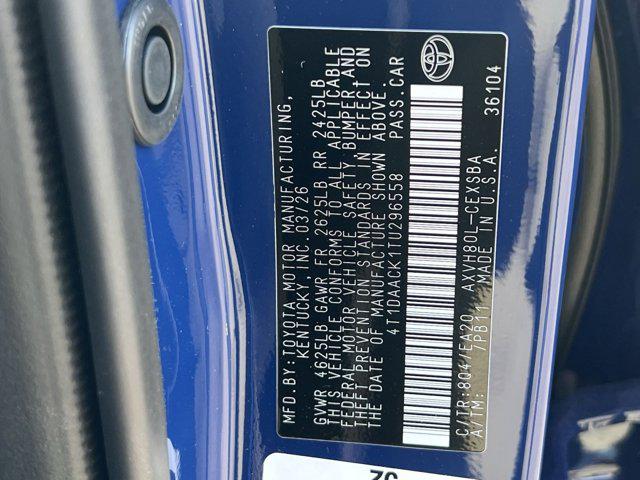 MFD.BY:TOYOTA MOTOR MANUFACTURING,
KENTUCKY, INC. 03/26
GVWR 4625LB GAWR FR 2625LB RR 2425LB
THIS VEHICLE CONFORMS TO ALL APPLICABLE
FEDERAL MOTOR VEHICLE SAFETY, BUMPER, AND
THEFT PREVENTION STANDARDS IN EFFECT ON
THE DATE OF MANUFACTURE SHOWN ABOVE.
4T1DAACK1TU296558 PASS.CAR
C/TR:8Q4/EA20 AXVH80L-CEXSBA
A/TM: /PB11 MADE IN U.S.A. 36104